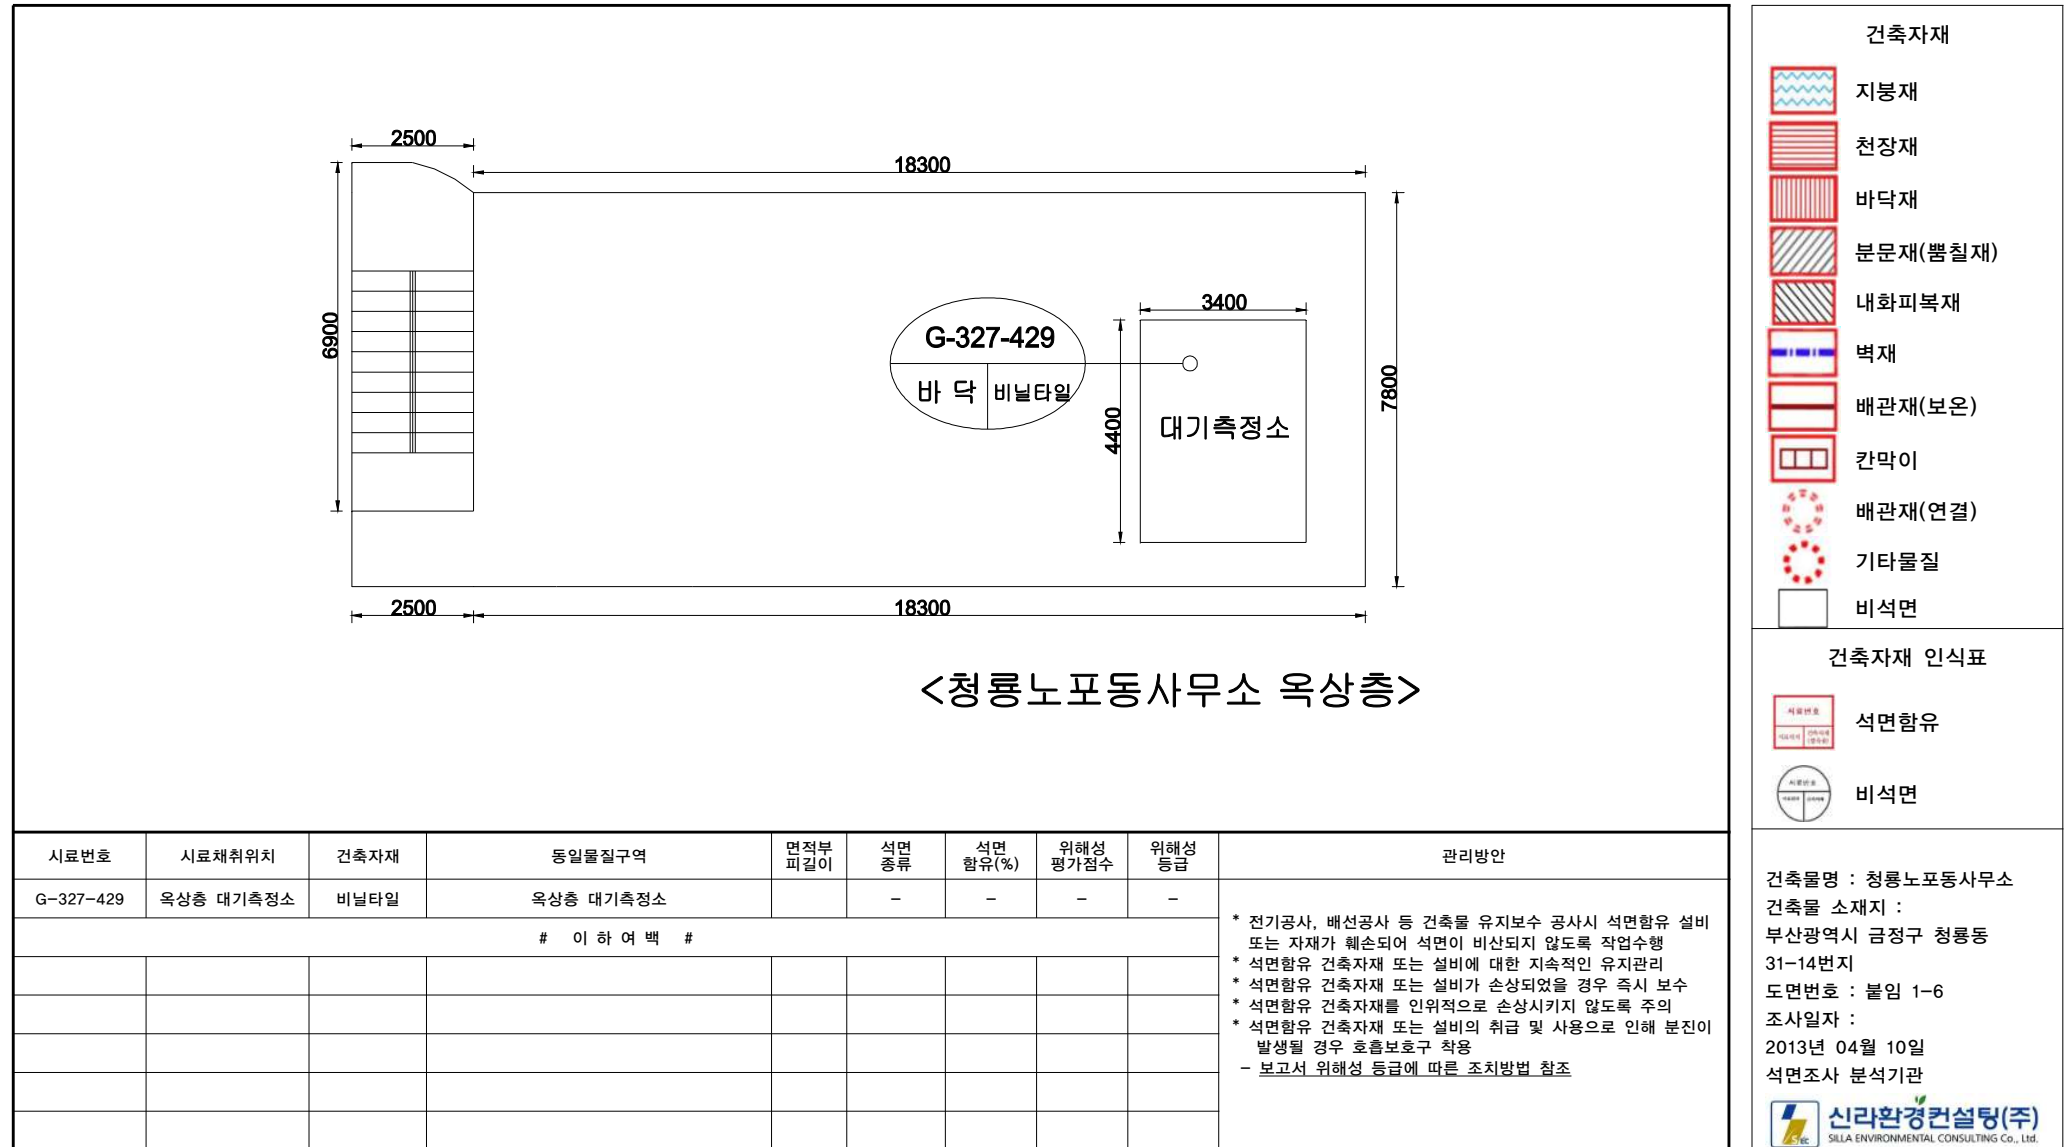 2500
18300
6900
G-327-429
바 닥
비닐타일
3400
4400
대기측정소
7800
2500
18300
<청룡노포동사무소 옥상층>
건축자재
지붕재
천장재
바닥재
분문재(뿜칠재)
내화피복재
벽재
배관재(보온)
칸막이
배관재(연결)
기타물질
비석면
건축자재 인식표
시료번호
석면함유
비석면
시료번호 시료채취위치 건축자재 동일물질구역 면적부피길이 석면종류 석면함유(%) 위해성평가점수 위해성등급 관리방안
G-327-429 옥상층 대기측정소 비닐타일 옥상층 대기측정소 - - - -
# 이 하 여 백 #
* 전기공사, 배선공사 등 건축물 유지보수 공사시 석면함유 설비
또는 자재가 훼손되어 석면이 비산되지 않도록 작업수행
* 석면함유 건축자재 또는 설비에 대한 지속적인 유지관리
* 석면함유 건축자재 또는 설비가 손상되었을 경우 즉시 보수
* 석면함유 건축자재를 인위적으로 손상시키지 않도록 주의
* 석면함유 건축자재 또는 설비의 취급 및 사용으로 인해 분진이
발생될 경우 호흡보호구 착용
- 보고서 위해성 등급에 따른 조치방법 참조
건축물명 : 청룡노포동사무소
건축물 소재지 :
부산광역시 금정구 청룡동
31-14번지
도면번호 : 붙임 1-6
조사일자 :
2013년 04월 10일
석면조사 분석기관
신라환경컨설팅(주)
SILLA ENVIRONMENTAL CONSULTING Co., Ltd.